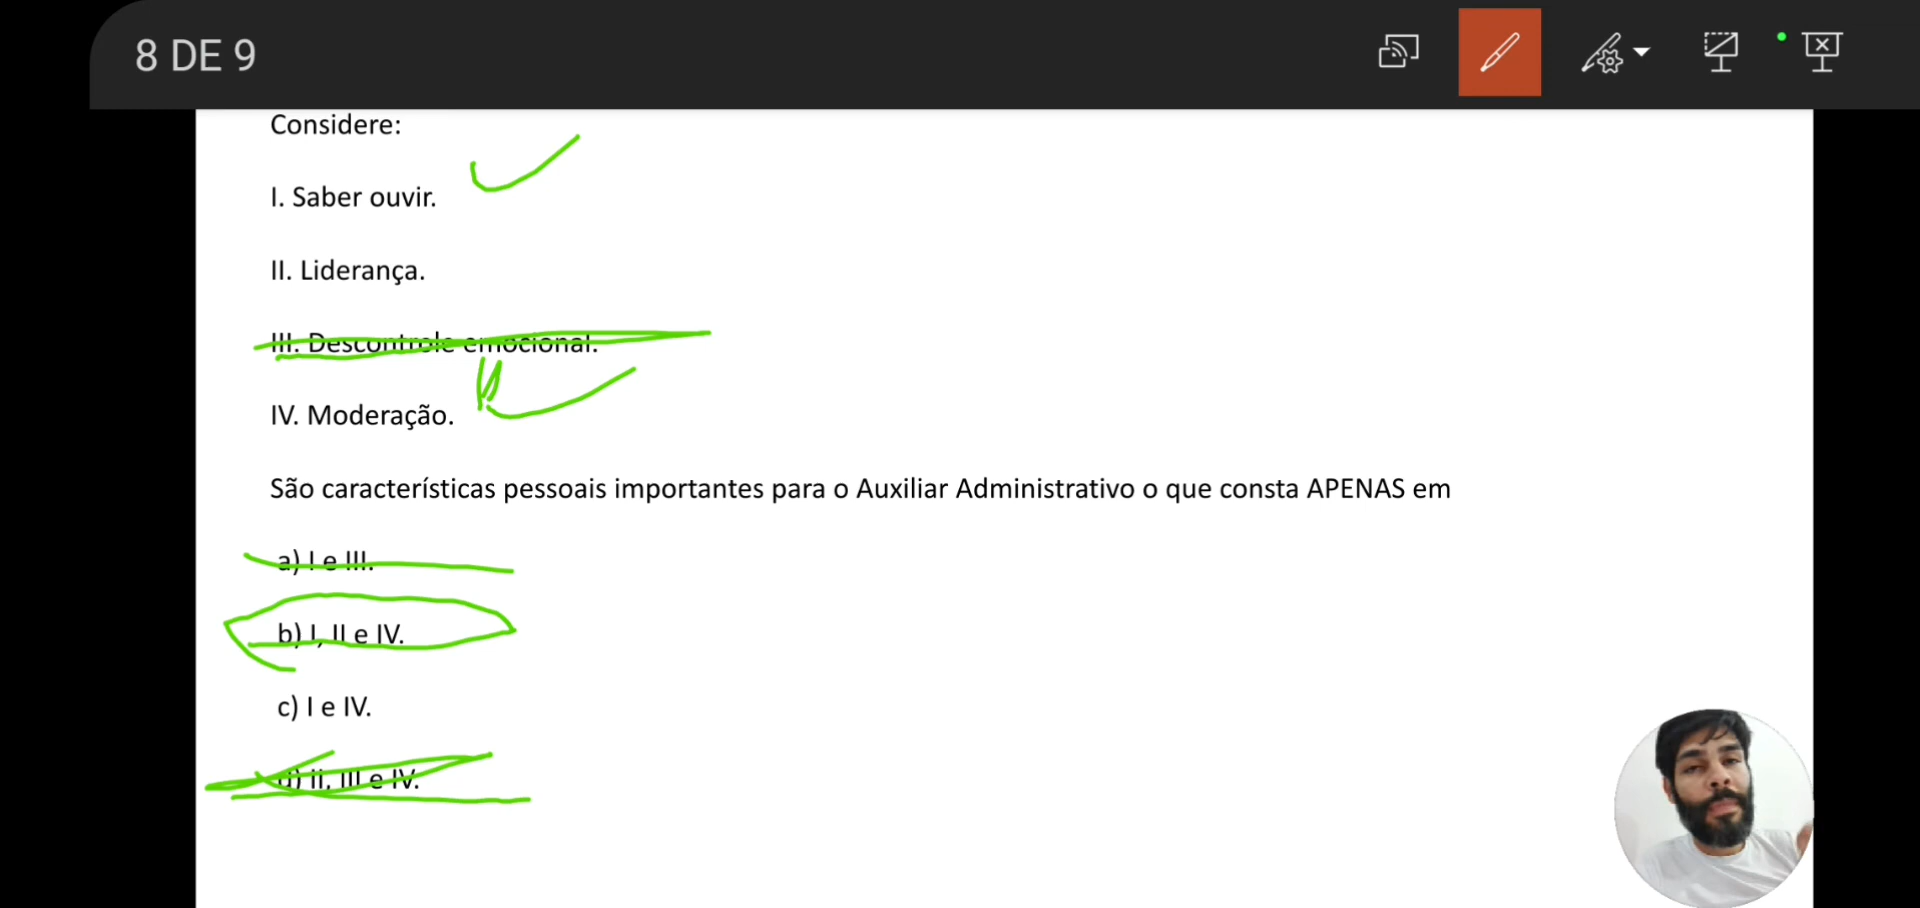 8 DE 9
Considere:
I. Saber ouvir.
II. Liderança.
III. Descontrole emocional.
IV. Moderação.
São características pessoais importantes para o Auxiliar Administrativo o que consta APENAS em
a) I e III.
b) I, II e IV.
c) I e IV.
d) II, III e IV.